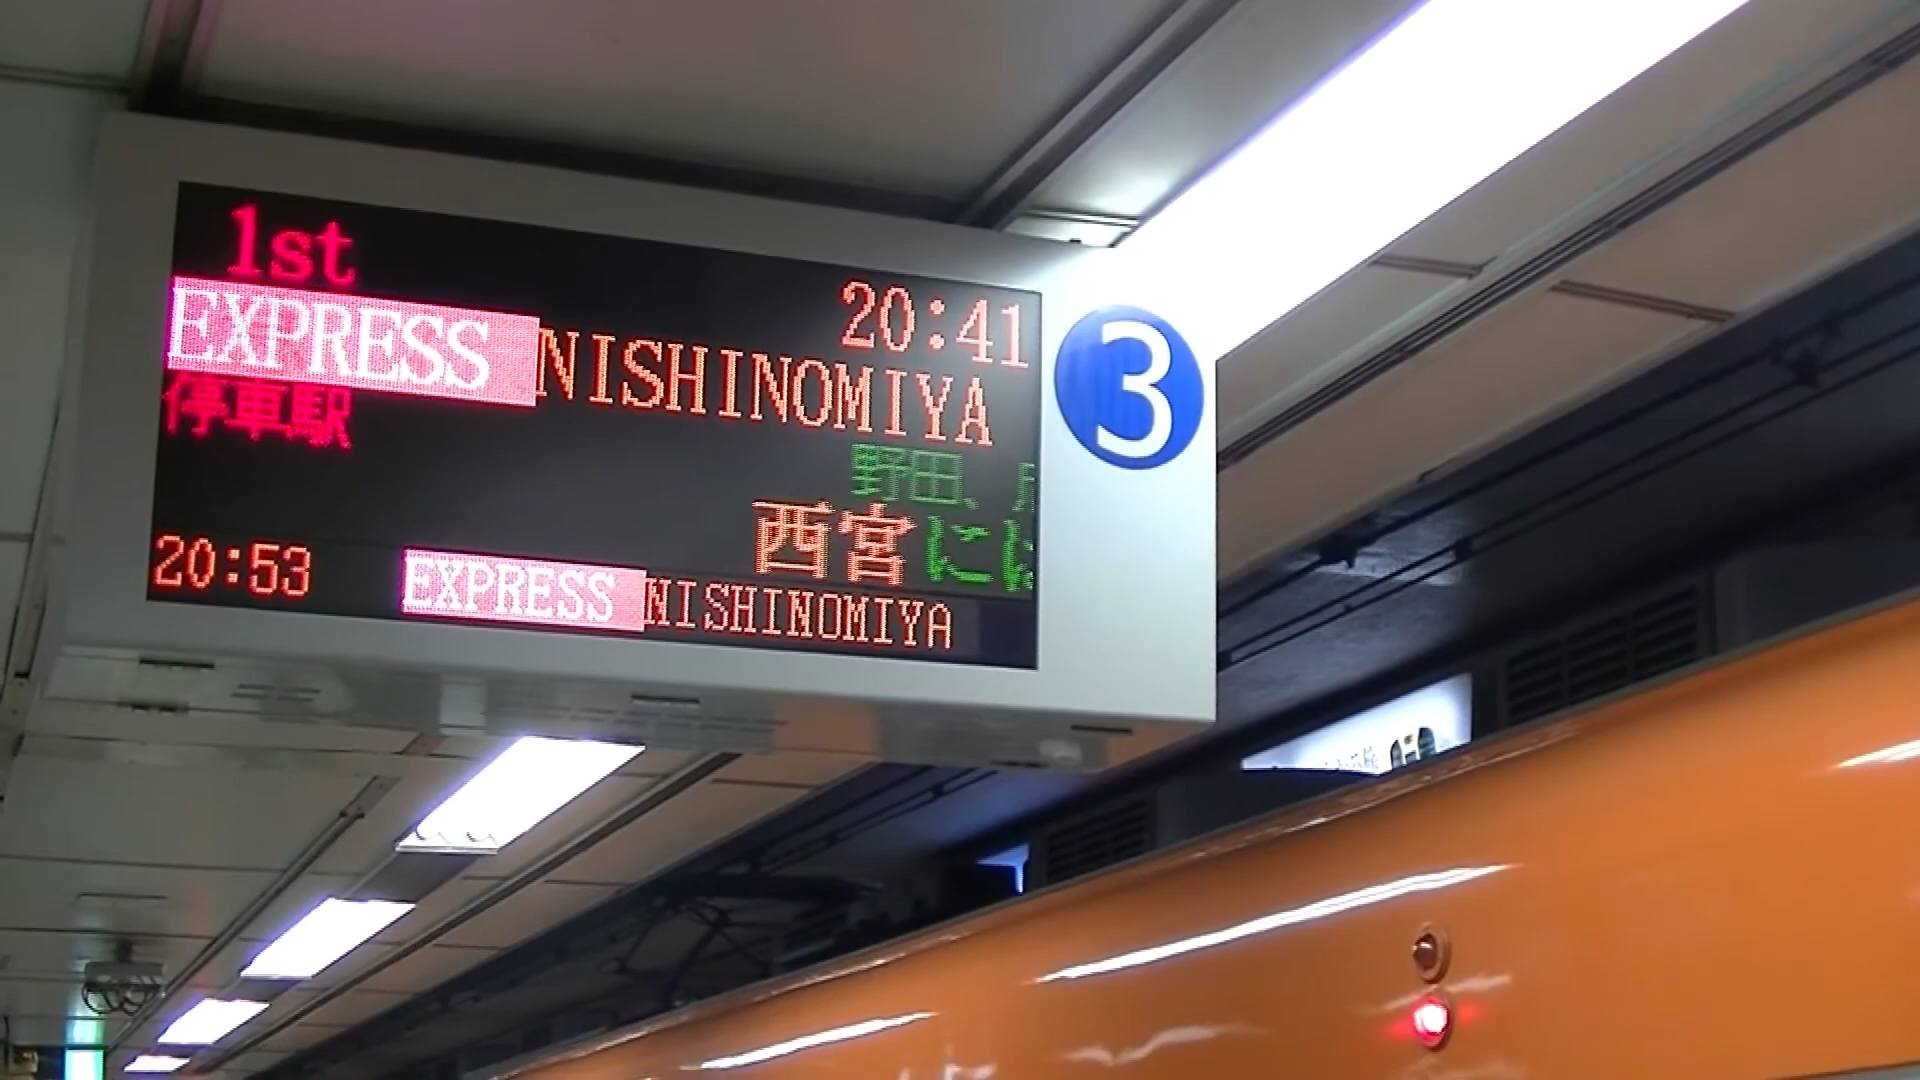 1st
20:41
3
EXPRESS NISHINOMIYA
停車駅
野田、
西宮に
20:53 EXPRESS NISHINOMIYA